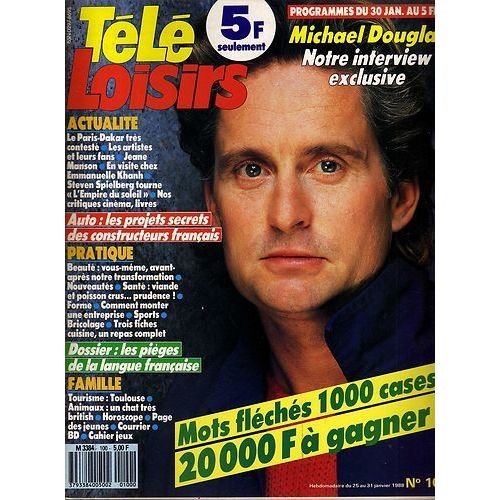 PROGRAMMES DU 30 JAN. AU 5 F
TéLé
LOISIRS
5F
seulement
Michael Dougla
Notre interview
exclusive
ACTUALITE
Le Paris-Dakar très
contesté • Les artistes
et leurs fans • Jeane
Manson • En visite chez
Emmanuelle Khanh •
Steven Spielberg tourne
« L'Empire du soleil » • Nos
critiques cinéma, livres
Auto : les projets secrets
des constructeurs français
PRATIQUE
Beauté : vous-même, avant-
après notre transformation •
Nouveautés • Santé : viande
et poisson crus... prudence ! •
Forme • Comment monter
une entreprise • Sports •
Bricolage • Trois fiches
cuisine, un repas complet
Dossier : les pièges
de la langue française
FAMILLE
Tourisme : Toulouse •
Animaux : un chat très
british • Horoscope • Page
des jeunes • Courrier •
BD • Cahier jeux
Mots fléchés 1000 cases
20000 F à gagner
M 3384 - 100 - 5,00 F
3793384005002 01000
Hebdomadaire du 25 au 31 janvier 1988 N° 10